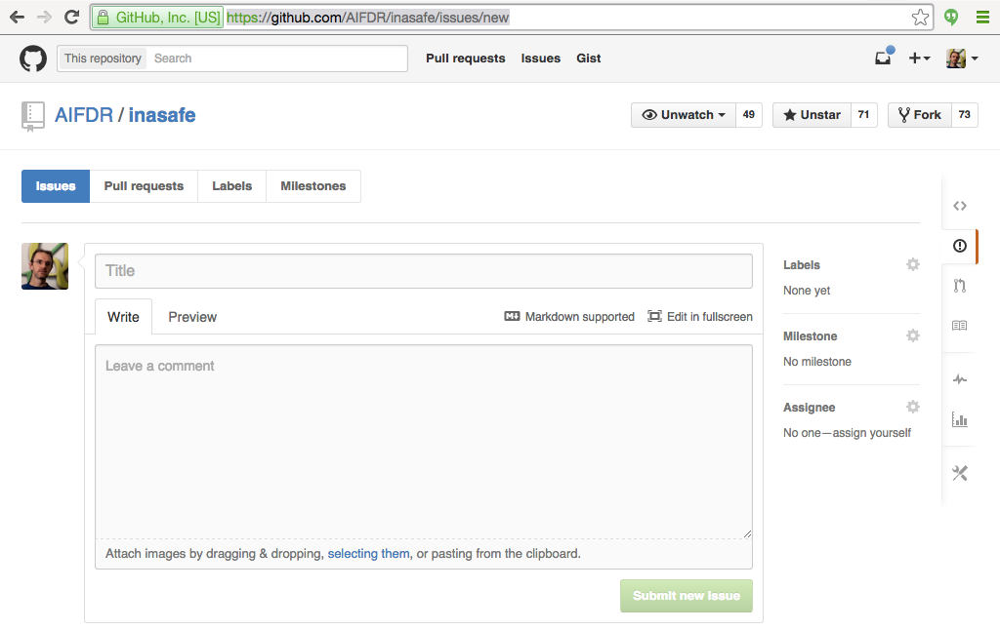 GitHub, Inc. [US] https://github.com/AIFDR/inasafe/issues/new
This repository Search Pull requests Issues Gist
AIFDR / inasafe Unwatch 49 Unstar 71 Fork 73
Issues Pull requests Labels Milestones
Title
Write Preview Markdown supported Edit in fullscreen
Leave a comment
Attach images by dragging & dropping, selecting them, or pasting from the clipboard.
Submit new issue
Labels
None yet
Milestone
No milestone
Assignee
No one—assign yourself